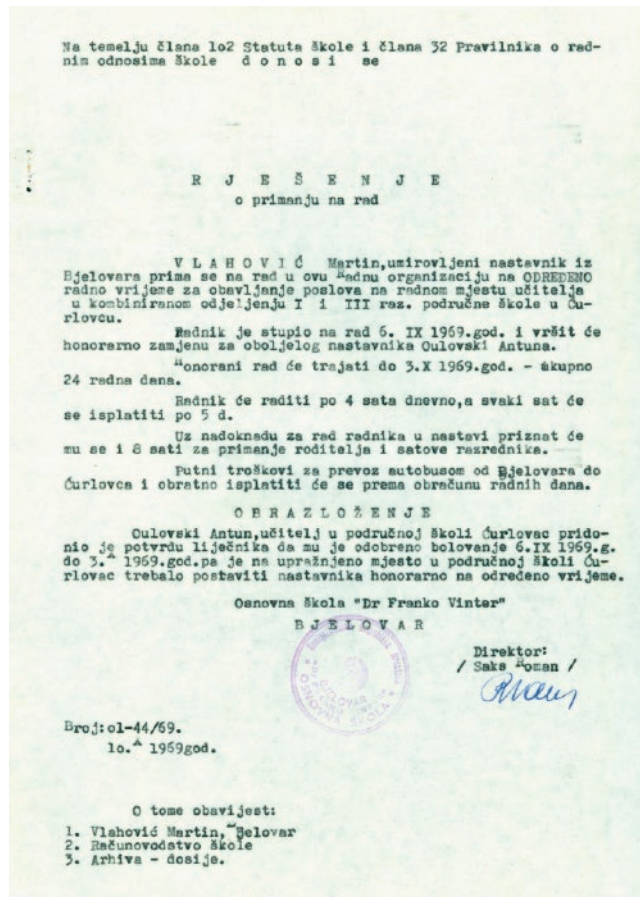 Na temelju člana lo2 Statuta škole i člana 32 Pravilnika o rad-
nim odnosima škole d o n o s i se
R J E Š E N J E
o primanju na rad
V L A H O V I Ć Martin,umirovljeni nastavnik iz
Bjelovara prima se na rad u ovu Radnu organizaciju na ODREĐENO
radno vrijeme za obavljanje poslova na radnom mjestu učitelja
u kombiniranom odjeljenju I i III raz. područne škole u Ću-
rlovcu.
Radnik je stupio na rad 6. IX 1969.god. i vršit će
honorarno zamjenu za oboljelog nastavnika Oulovski Antuna.
Honorani rad će trajati do 3.X 1969.god. - ukupno
24 radna dana.
Radnik će raditi po 4 sata dnevno,a svaki sat će
se isplatiti po 5 d.
Uz nadoknadu za rad radnika u nastavi priznat će
mu se i 8 sati za primanje roditelja i satove razrednika.
Putni troškovi za prevoz autobusom od Bjelovara do
Ćurlovca i obratno isplatiti će se prema obračunu radnih dana.
O B R A Z L O Ž E N J E
Oulovski Antun,učitelj u područnoj školi Ćurlovac prido-
nio je potvrdu liječnika da mu je odobreno bolovanje 6.IX 1969.g.
do 3.X 1969.god.pa je na upražnjeno mjesto u područnoj školi Ću-
rlovac trebalo postaviti nastavnika honorarno na određeno vrijeme.
Osnovna škola "Dr Franko Vinter"
B J E L O V A R
OSNOVNA ŠKOLA
BJELOVAR
Direktor:
/ Saks Roman /
Broj:ol-44/69.
lo.X 1969god.
O tome obavijest:
1. Vlahović Martin, Bjelovar
2. Računovodstvo škole
3. Arhiva - dosije.